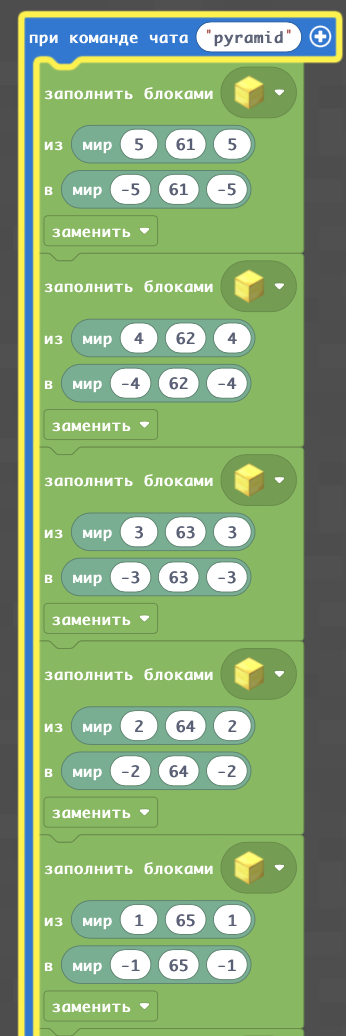 при команде чата "pyramid"
заполнить блоками
из мир 5 61 5
в мир -5 61 -5
заменить
заполнить блоками
из мир 4 62 4
в мир -4 62 -4
заменить
заполнить блоками
из мир 3 63 3
в мир -3 63 -3
заменить
заполнить блоками
из мир 2 64 2
в мир -2 64 -2
заменить
заполнить блоками
из мир 1 65 1
в мир -1 65 -1
заменить